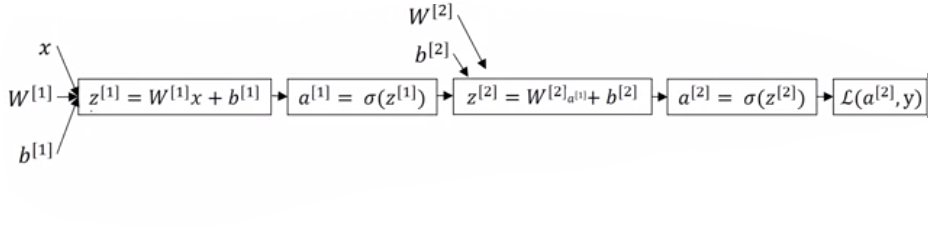 W^{[2]}
x
b^{[2]}
W^{[1]}
z^{[1]} = W^{[1]}x + b^{[1]}
a^{[1]} = σ(z^{[1]})
z^{[2]} = W^{[2]_{a^{[1]}}}+ b^{[2]}
a^{[2]} = σ(z^{[2]})
ℒ(a^{[2]}, y)
b^{[1]}